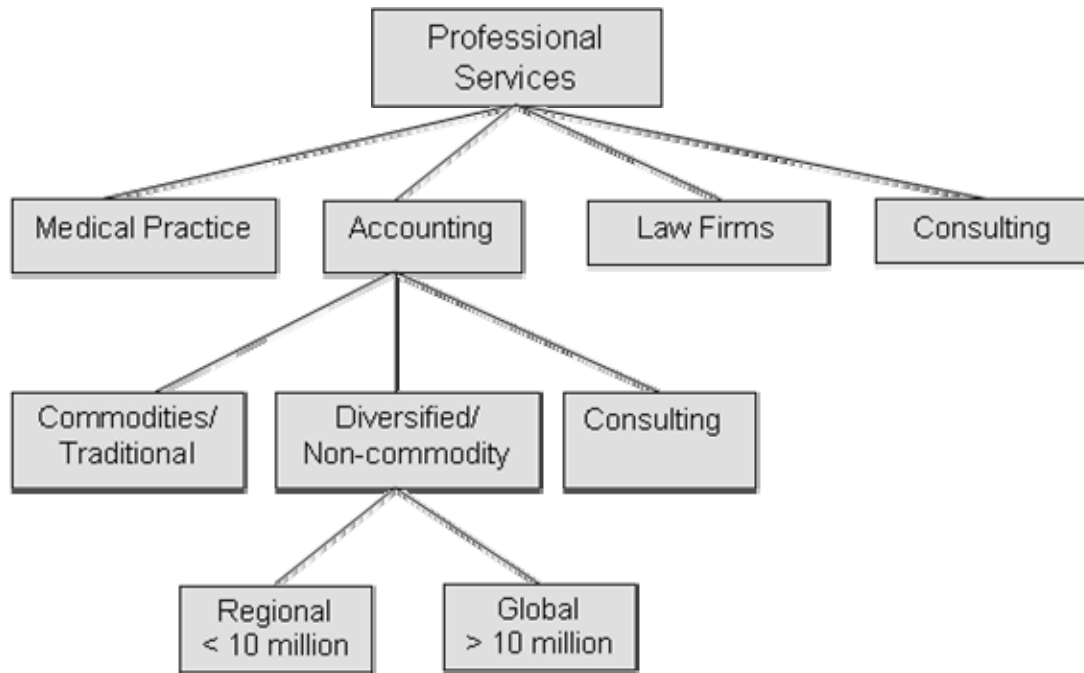 Professional
Services
Medical Practice
Accounting
Law Firms
Consulting
Commodities/
Traditional
Diversified/
Non-commodity
Consulting
Regional
< 10 million
Global
> 10 million